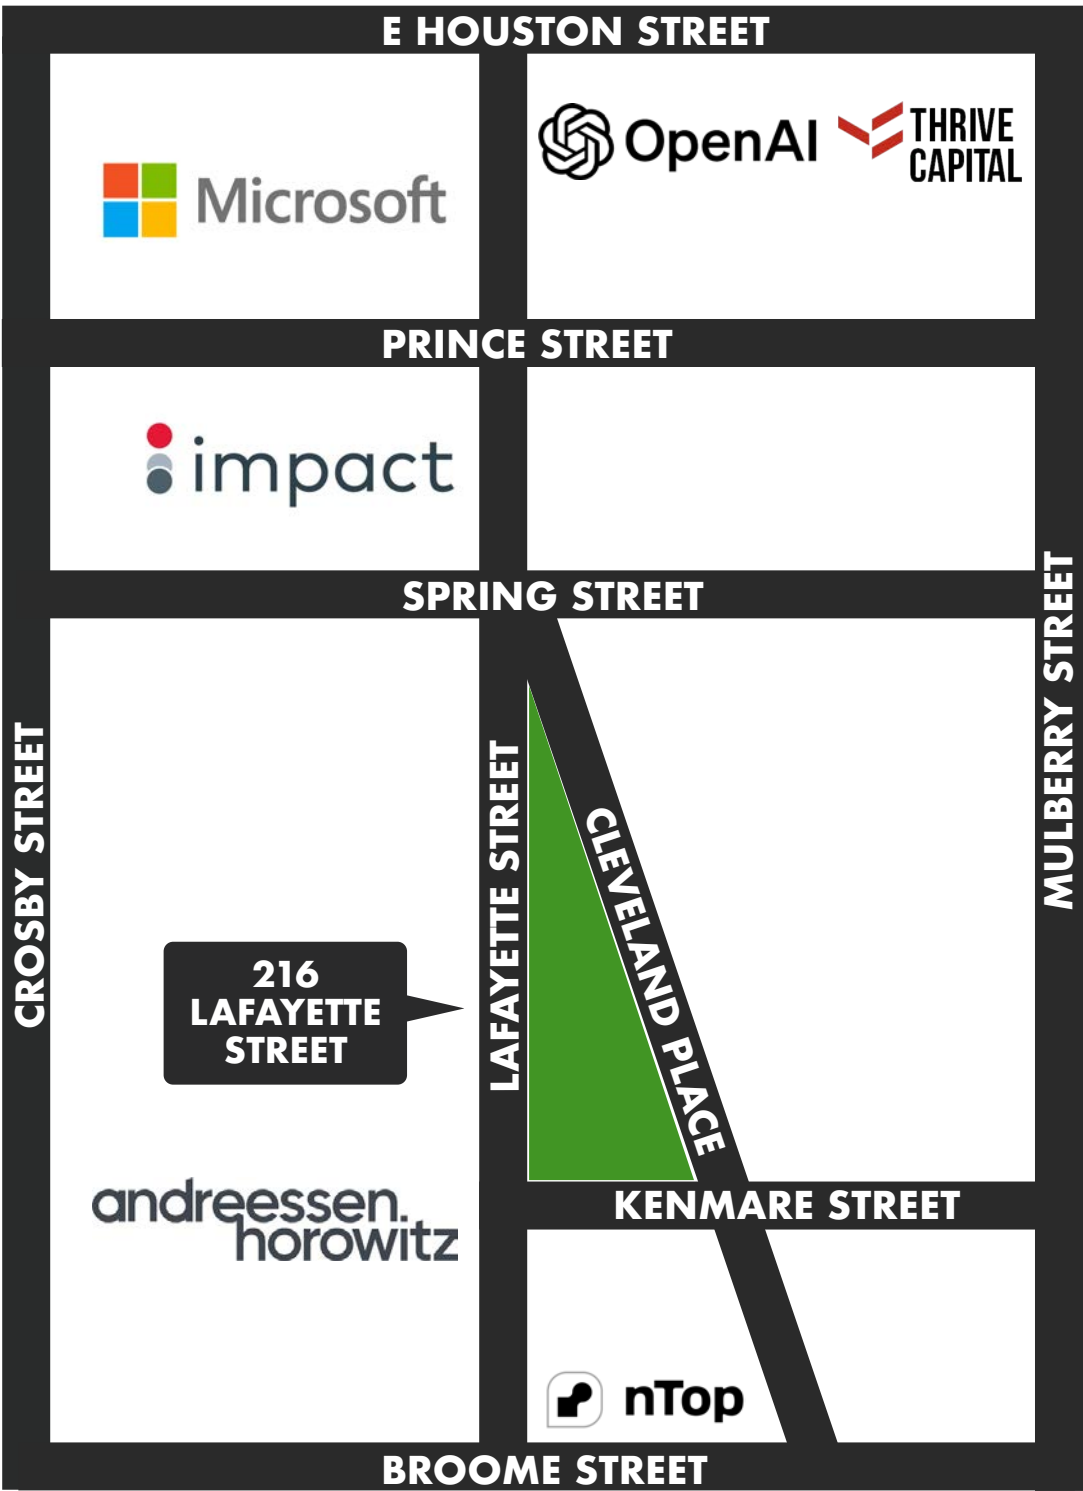 E HOUSTON STREET
Microsoft
OpenAI
THRIVE
CAPITAL
PRINCE STREET
impact
SPRING STREET
CROSBY STREET
LAFAYETTE STREET
CLEVELAND PLACE
MULBERRY STREET
216
LAFAYETTE
STREET
andreessen.
horowitz
KENMARE STREET
nTop
BROOME STREET